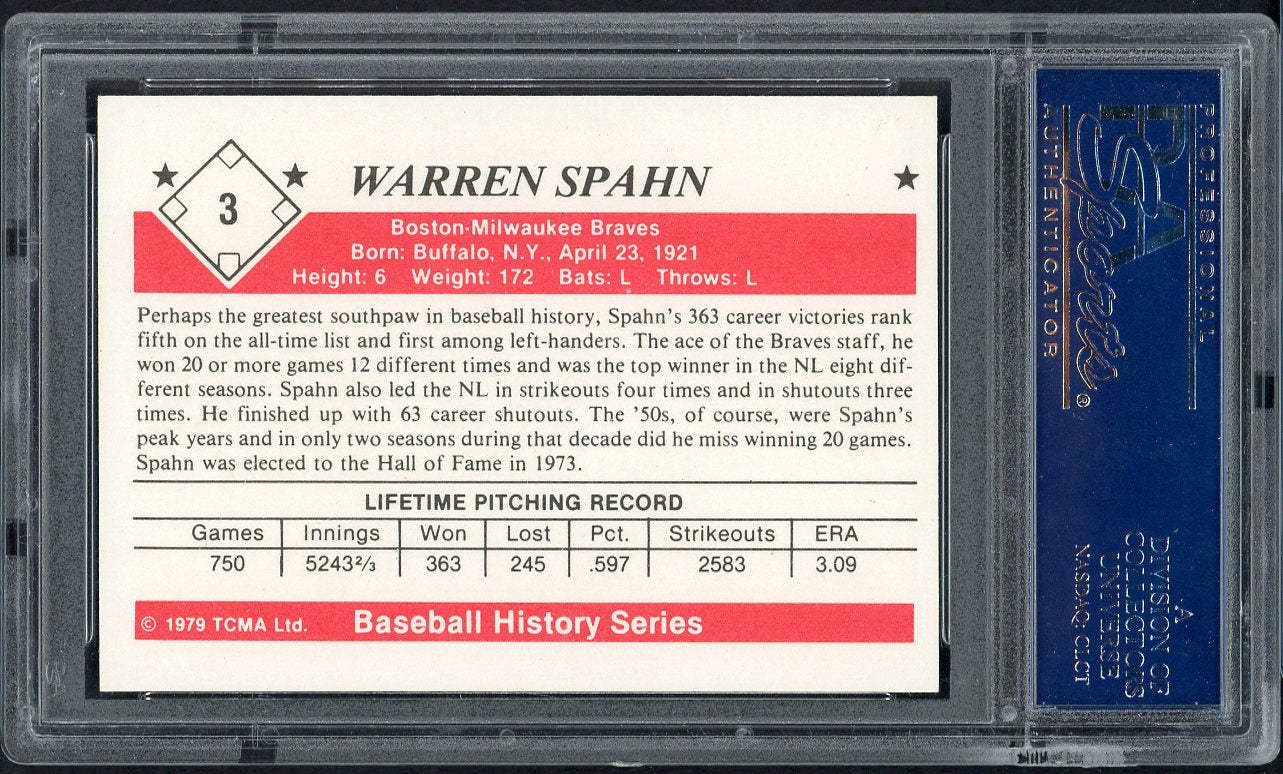 3
WARREN SPAHN
Boston-Milwaukee Braves
Born: Buffalo, N.Y., April 23, 1921
Height: 6 Weight: 172 Bats: L Throws: L
Perhaps the greatest southpaw in baseball history, Spahn's 363 career victories rank
fifth on the all-time list and first among left-handers. The ace of the Braves staff, he
won 20 or more games 12 different times and was the top winner in the NL eight dif-
ferent seasons. Spahn also led the NL in strikeouts four times and in shutouts three
times. He finished up with 63 career shutouts. The '50s, of course, were Spahn's
peak years and in only two seasons during that decade did he miss winning 20 games.
Spahn was elected to the Hall of Fame in 1973.
LIFETIME PITCHING RECORD
Games Innings Won Lost Pct. Strikeouts ERA
750 5243⅔ 363 245 .597 2583 3.09
© 1979 TCMA Ltd. Baseball History Series
PROFESSIONAL
PSA
Sports®
AUTHENTICATOR
A
DIVISION OF
COLLECTORS
UNIVERSE
NASDAQ: CLCT